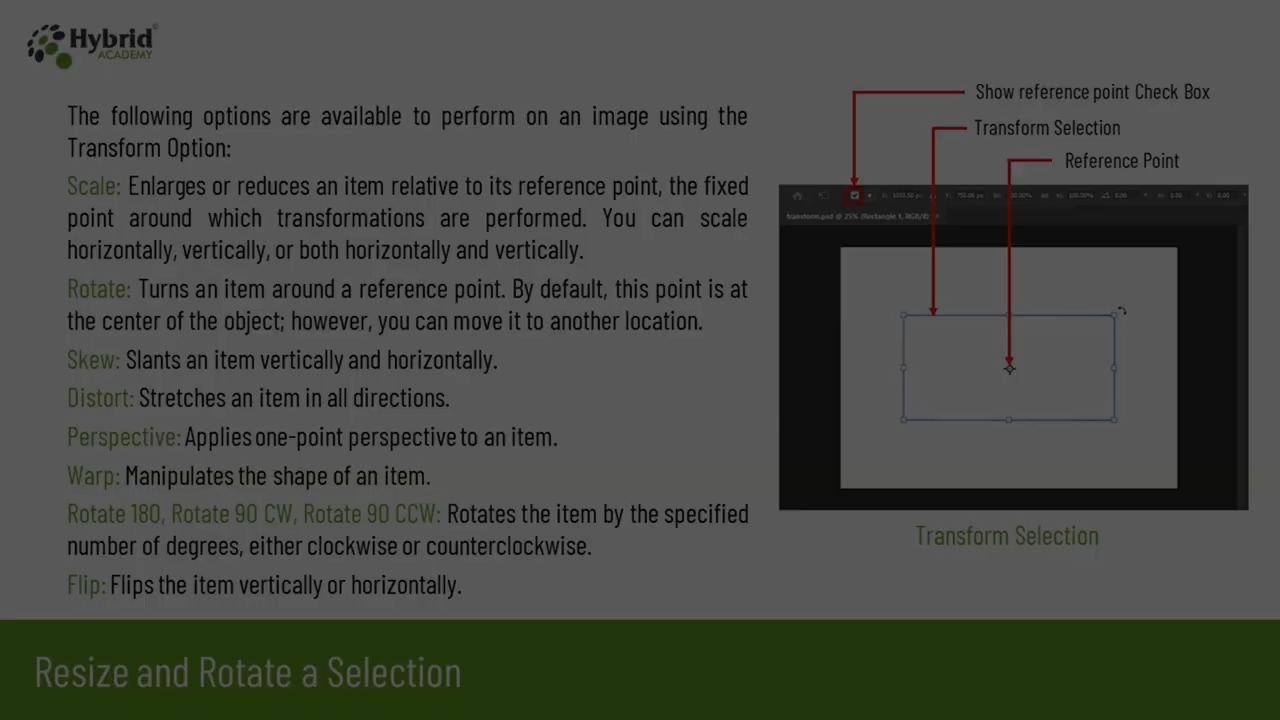 Hybrid
ACADEMY
The following options are available to perform on an image using the
Transform Option:
Scale: Enlarges or reduces an item relative to its reference point, the fixed
point around which transformations are performed. You can scale
horizontally, vertically, or both horizontally and vertically.
Rotate: Turns an item around a reference point. By default, this point is at
the center of the object; however, you can move it to another location.
Skew: Slants an item vertically and horizontally.
Distort: Stretches an item in all directions.
Perspective: Applies one-point perspective to an item.
Warp: Manipulates the shape of an item.
Rotate 180, Rotate 90 CW, Rotate 90 CCW: Rotates the item by the specified
number of degrees, either clockwise or counterclockwise.
Flip: Flips the item vertically or horizontally.
Show reference point Check Box
Transform Selection
Reference Point
transform.psd @ 25% (Rectangle 1, RGB/8)
Transform Selection
Resize and Rotate a Selection